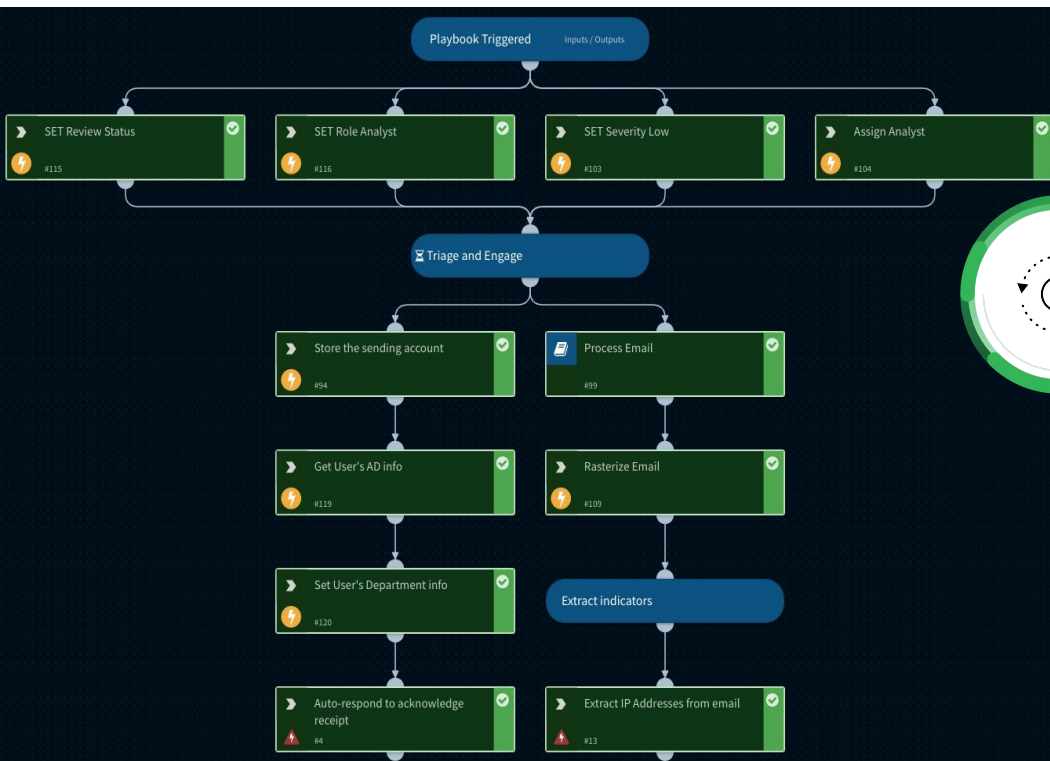 Playbook Triggered Inputs / Outputs
SET Review Status
#115
SET Role Analyst
#116
SET Severity Low
#103
Assign Analyst
#104
Triage and Engage
Store the sending account
#94
Process Email
#99
Get User's AD info
#119
Rasterize Email
#109
Set User's Department info
#120
Extract indicators
Auto-respond to acknowledge
receipt
#4
Extract IP Addresses from email
#13